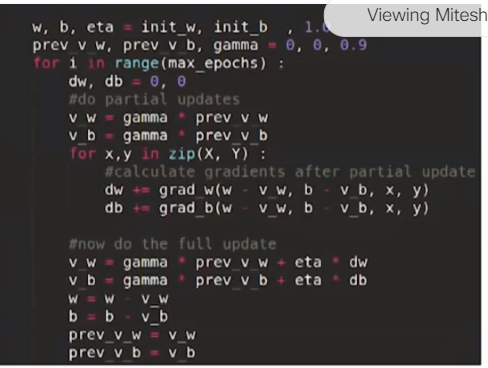 Viewing Mitesh
w, b, eta = init_w, init_b , 1.0
prev_v_w, prev_v_b, gamma = 0, 0, 0.9
for i in range(max_epochs) :
dw, db = 0, 0
#do partial updates
v_w = gamma * prev_v_w
v_b = gamma * prev_v_b
for x,y in zip(X, Y) :
#calculate gradients after partial update
dw += grad_w(w - v_w, b - v_b, x, y)
db += grad_b(w - v_w, b - v_b, x, y)
#now do the full update
v_w = gamma * prev_v_w + eta * dw
v_b = gamma * prev_v_b + eta * db
w = w - v_w
b = b - v_b
prev_v_w = v_w
prev_v_b = v_b